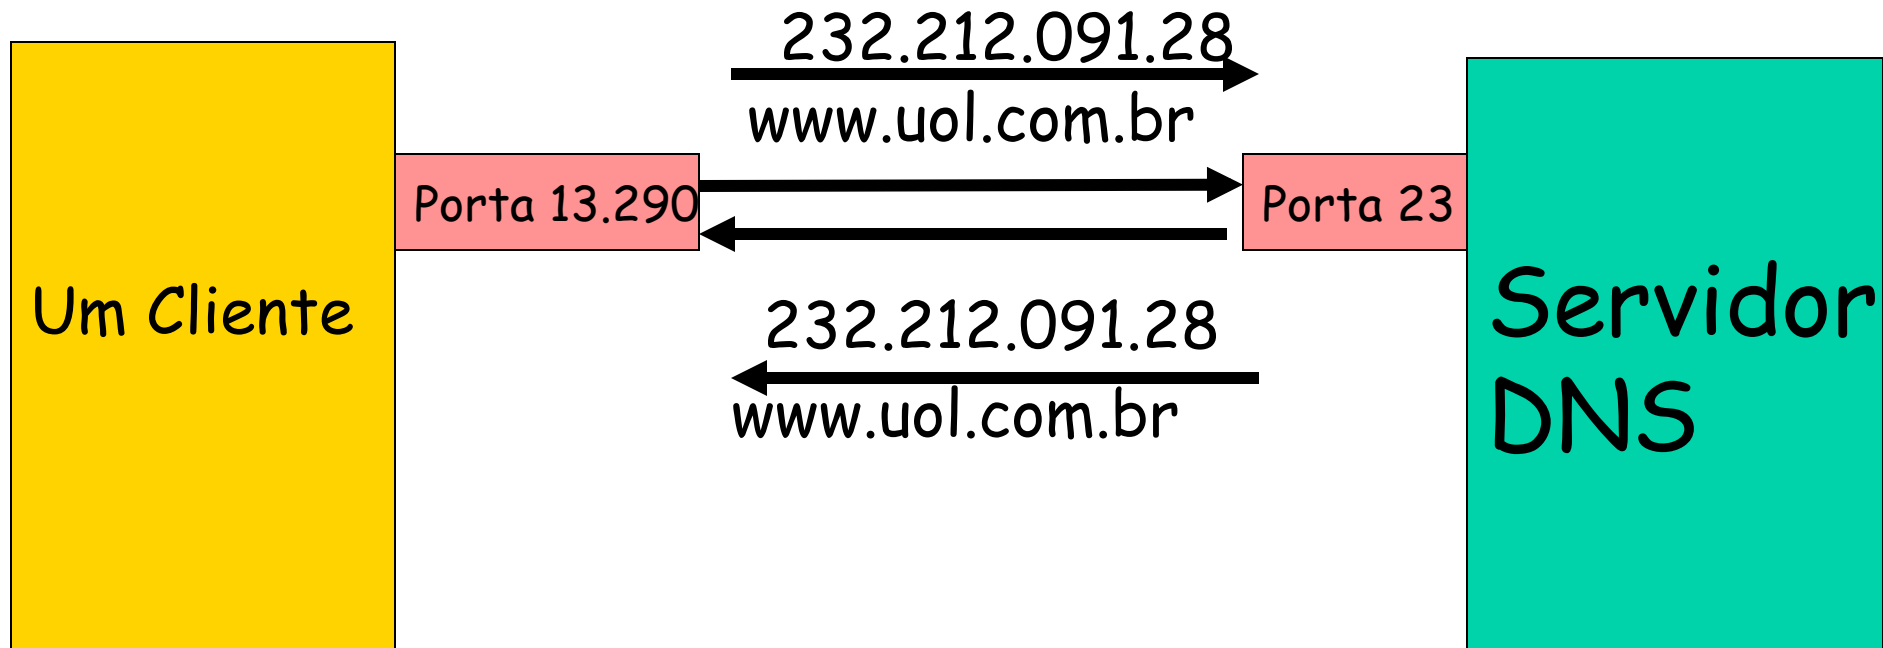 232.212.091.28
www.uol.com.br
Porta 13.290
Porta 23
Um Cliente
232.212.091.28
www.uol.com.br
Servidor
DNS